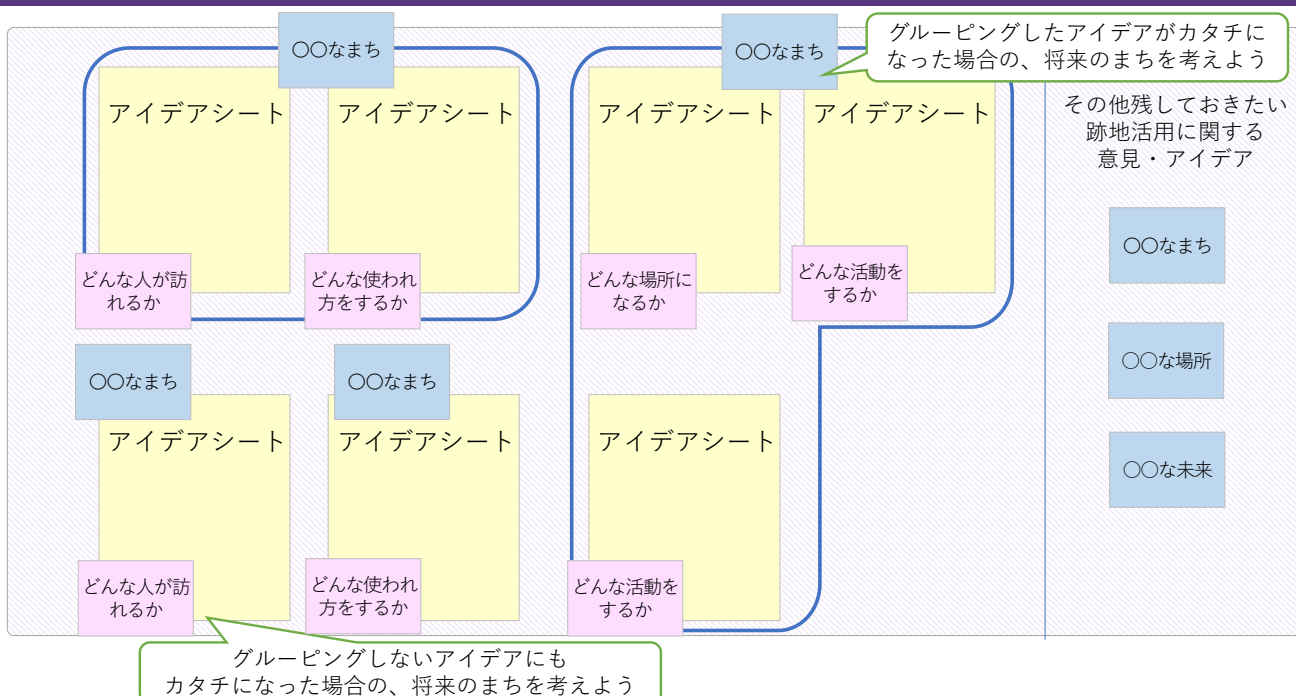 〇〇なまち
〇〇なまち
グルーピングしたアイデアがカタチに
なった場合の、将来のまちを考えよう
アイデアシート
アイデアシート
アイデアシート
アイデアシート
その他残しておきたい
跡地活用に関する
意見・アイデア
どんな人が訪
れるか
どんな使われ
方をするか
どんな場所に
なるか
どんな活動を
するか
〇〇なまち
〇〇な場所
〇〇な未来
〇〇なまち
〇〇なまち
アイデアシート
アイデアシート
アイデアシート
どんな人が訪
れるか
どんな使われ
方をするか
どんな活動を
するか
グルーピングしないアイデアにも
カタチになった場合の、将来のまちを考えよう